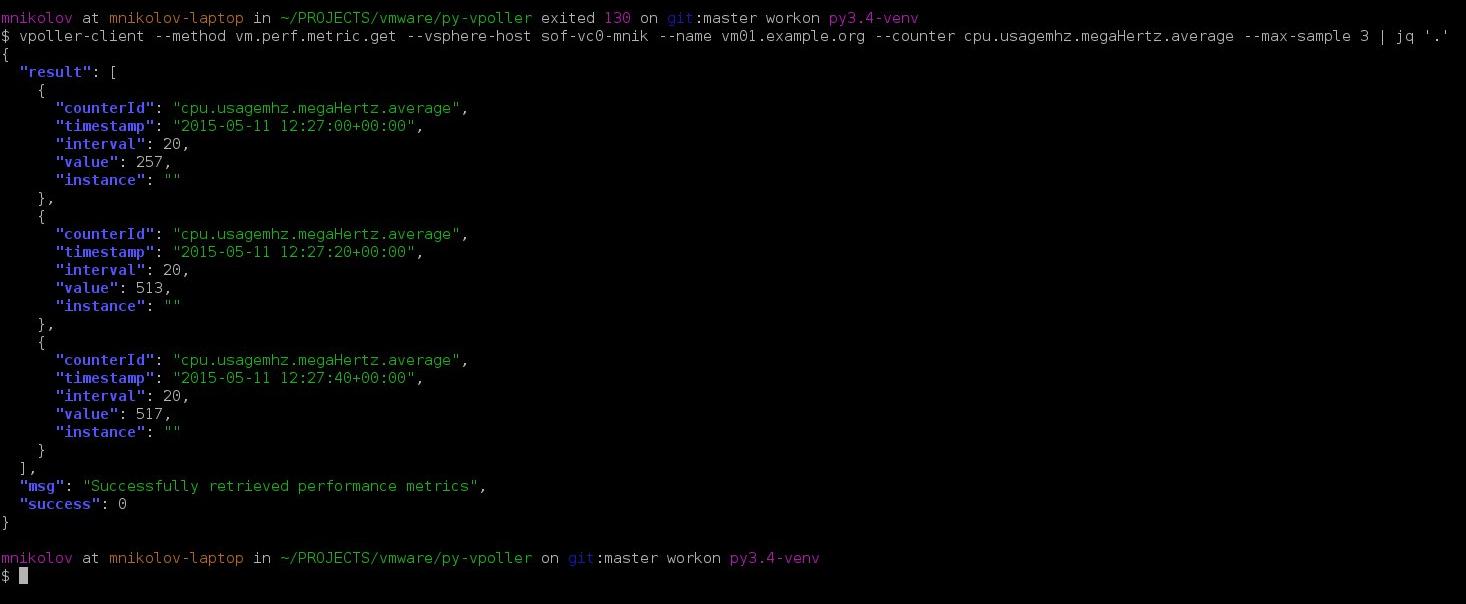 mnikolov at mnikolov-laptop in ~/PROJECTS/vmware/py-vpoller exited 130 on git:master workon py3.4-venv
$ vpoller-client --method vm.perf.metric.get --vsphere-host sof-vc0-mnik --name vm01.example.org --counter cpu.usagemhz.megaHertz.average --max-sample 3 | jq '.'
{
  "result": [
    {
      "counterId": "cpu.usagemhz.megaHertz.average",
      "timestamp": "2015-05-11 12:27:00+00:00",
      "interval": 20,
      "value": 257,
      "instance": ""
    },
    {
      "counterId": "cpu.usagemhz.megaHertz.average",
      "timestamp": "2015-05-11 12:27:20+00:00",
      "interval": 20,
      "value": 513,
      "instance": ""
    },
    {
      "counterId": "cpu.usagemhz.megaHertz.average",
      "timestamp": "2015-05-11 12:27:40+00:00",
      "interval": 20,
      "value": 517,
      "instance": ""
    }
  ],
  "msg": "Successfully retrieved performance metrics",
  "success": 0
}
mnikolov at mnikolov-laptop in ~/PROJECTS/vmware/py-vpoller on git:master workon py3.4-venv
$